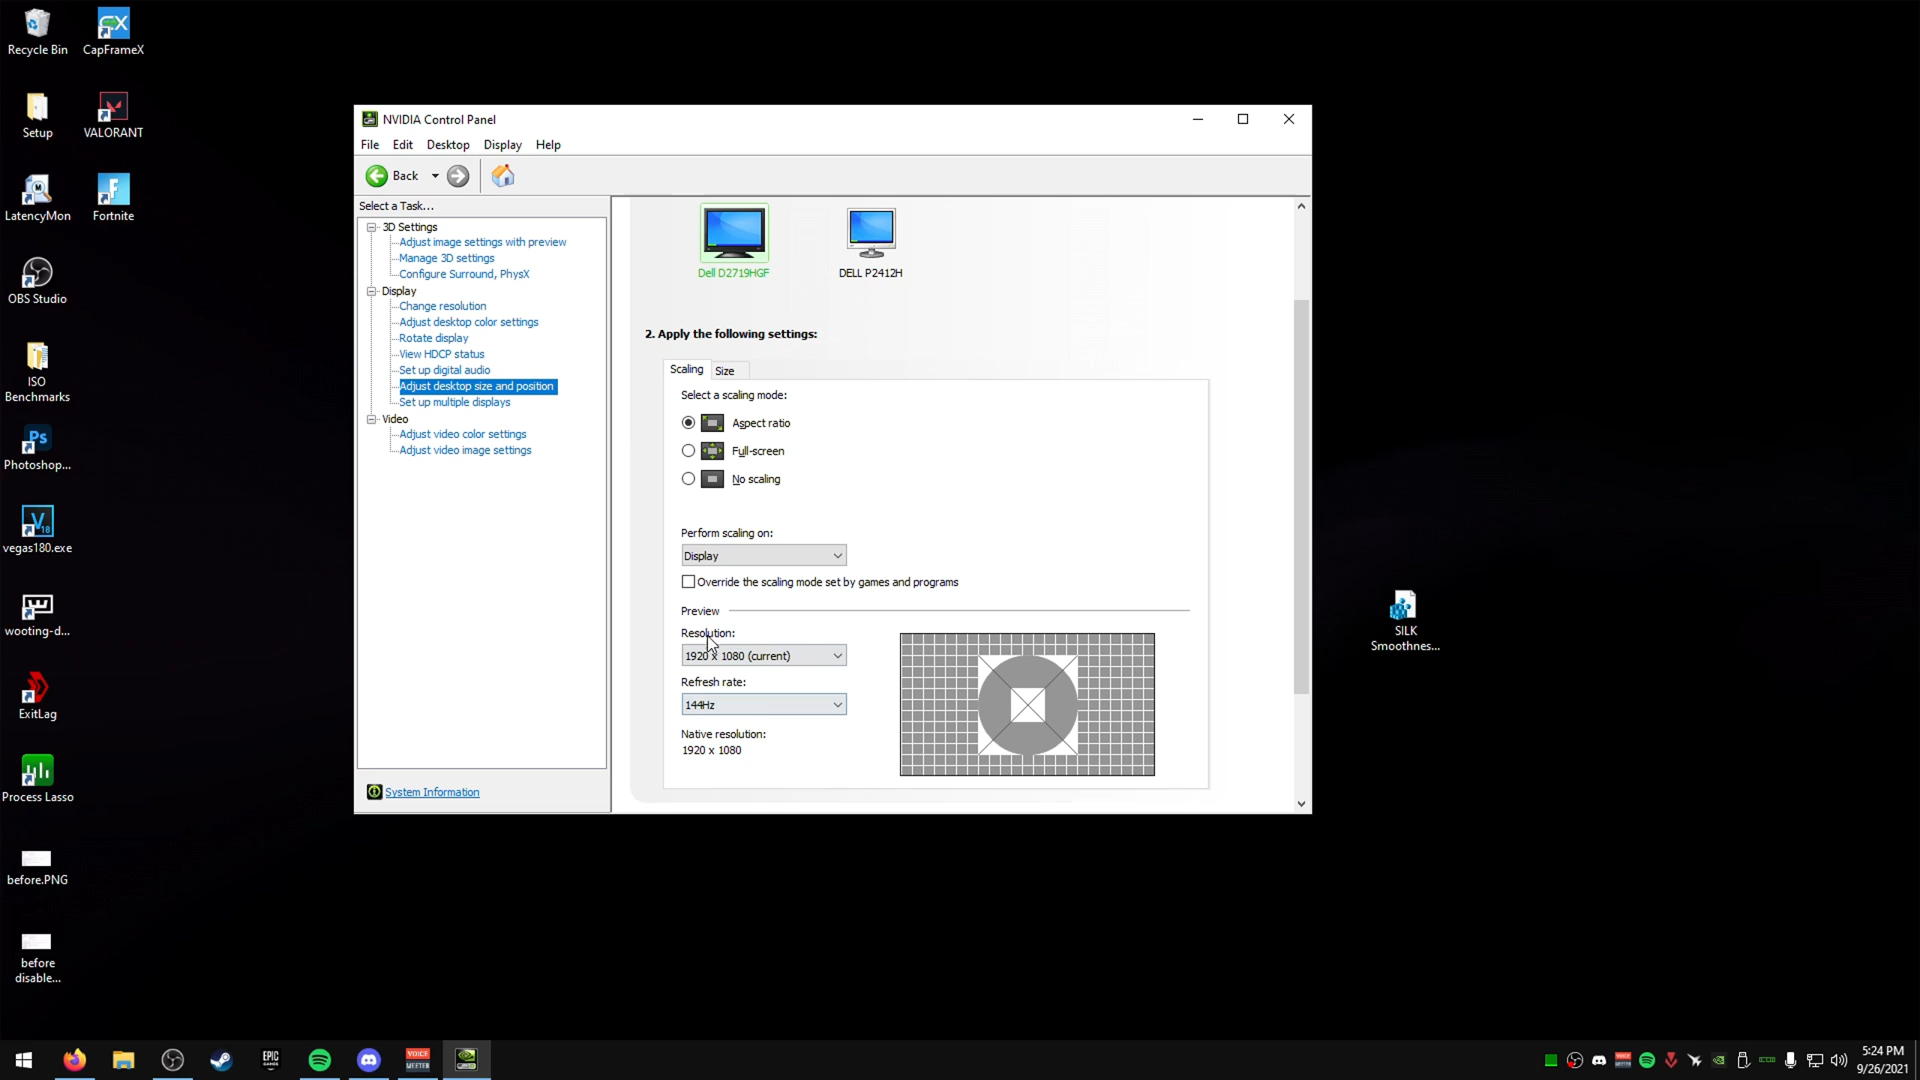 Recycle Bin
CapFrameX
Setup
VALORANT
LatencyMon
Fortnite
OBS Studio
ISO
Benchmarks
Ps
Photoshop...
V
18
vegas180.exe
wooting-d...
ExitLag
Process Lasso
before.PNG
before
disable...
NVIDIA Control Panel
File Edit Desktop Display Help
Back
Select a Task...
3D Settings
Adjust image settings with preview
Manage 3D settings
Configure Surround, PhysX
Display
Change resolution
Adjust desktop color settings
Rotate display
View HDCP status
Set up digital audio
Adjust desktop size and position
Set up multiple displays
Video
Adjust video color settings
Adjust video image settings
System Information
Dell D2719HGF
DELL P2412H
2. Apply the following settings:
Scaling
Size
Select a scaling mode:
Aspect ratio
Full-screen
No scaling
Perform scaling on:
Display
Override the scaling mode set by games and programs
Preview
Resolution:
1920 x 1080 (current)
Refresh rate:
144Hz
Native resolution:
1920 x 1080
SILK
Smoothnes...
EPIC
GAMES
VOICE
MEETER
5:24 PM
9/26/2021